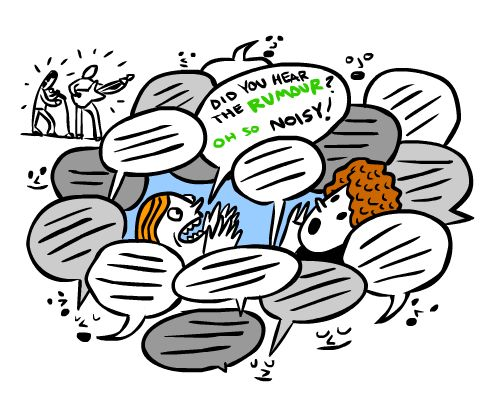 DID YOU HEAR
THE RUMOUR?
OH SO NOISY!